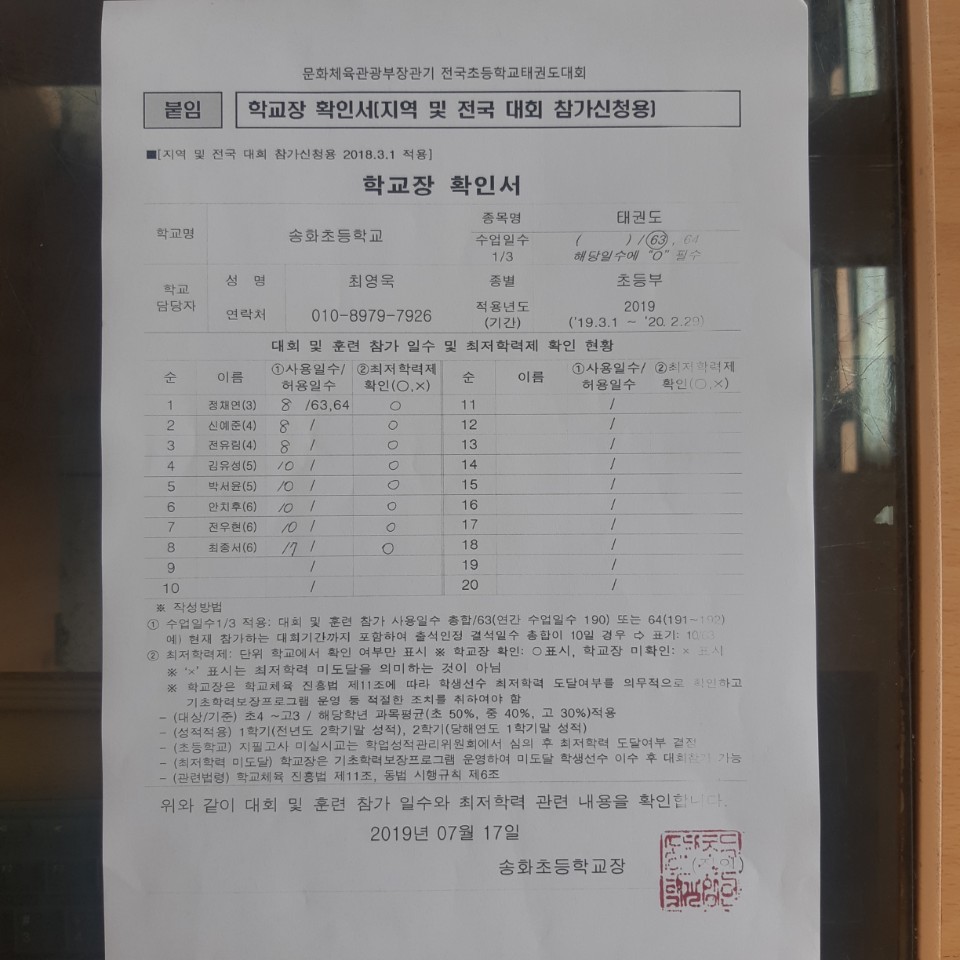 문화체육관광부장관기 전국초등학교태권도대회
붙임 학교장 확인서(지역 및 전국 대회 참가신청용)
■[지역 및 전국 대회 참가신청용 2018.3.1 적용]
학교장 확인서
학교명 송화초등학교 종목명 태권도
수업일수 1/3 ( ) / 63, 64
해당일수에 "O" 필수
학교 담당자 성 명 최영욱 종별 초등부
연락처 010-8979-7926 적용년도 (기간) 2019
('19.3.1 ~ '20.2.29)
대회 및 훈련 참가 일수 및 최저학력제 확인 현황
순 이름 ①사용일수/허용일수 ②최저학력제 확인(○,×) 순 이름 ①사용일수/허용일수 ②최저학력제 확인(○,×)
1 정채연(3) 8 /63,64 ○ 11 /
2 신예준(4) 8 / ○ 12 /
3 전유림(4) 8 / ○ 13 /
4 김유성(5) 10 / ○ 14 /
5 박서윤(5) 10 / ○ 15 /
6 안치후(6) 10 / ○ 16 /
7 전우현(6) 10 / ○ 17 /
8 최종서(6) 17 / ○ 18 /
9 / 19 /
10 / 20 /
※ 작성방법
① 수업일수1/3 적용: 대회 및 훈련 참가 사용일수 총합/63(연간 수업일수 190) 또는 64(191~192)
예) 현재 참가하는 대회기간까지 포함하여 출석인정 결석일수 총합이 10일 경우 ⇨ 표기: 10/63
② 최저학력제: 단위 학교에서 확인 여부만 표시 ※ 학교장 확인: ○표시, 학교장 미확인: × 표시
※ '×' 표시는 최저학력 미도달을 의미하는 것이 아님
※ 학교장은 학교체육 진흥법 제11조에 따라 학생선수 최저학력 도달여부를 의무적으로 확인하고
기초학력보장프로그램 운영 등 적절한 조치를 취하여야 함
- (대상/기준) 초4 ~고3 / 해당학년 과목평균(초 50%, 중 40%, 고 30%)적용
- (성적적용) 1학기(전년도 2학기말 성적), 2학기(당해연도 1학기말 성적)
- (초등학교) 지필고사 미실시교는 학업성적관리위원회에서 심의 후 최저학력 도달여부 결정
- (최저학력 미도달) 학교장은 기초학력보장프로그램 운영하여 미도달 학생선수 이수 후 대회참가 가능
- (관련법령) 학교체육 진흥법 제11조, 동법 시행규칙 제6조
위와 같이 대회 및 훈련 참가 일수와 최저학력 관련 내용을 확인합니다.
2019년 07월 17일
송화초등학교장